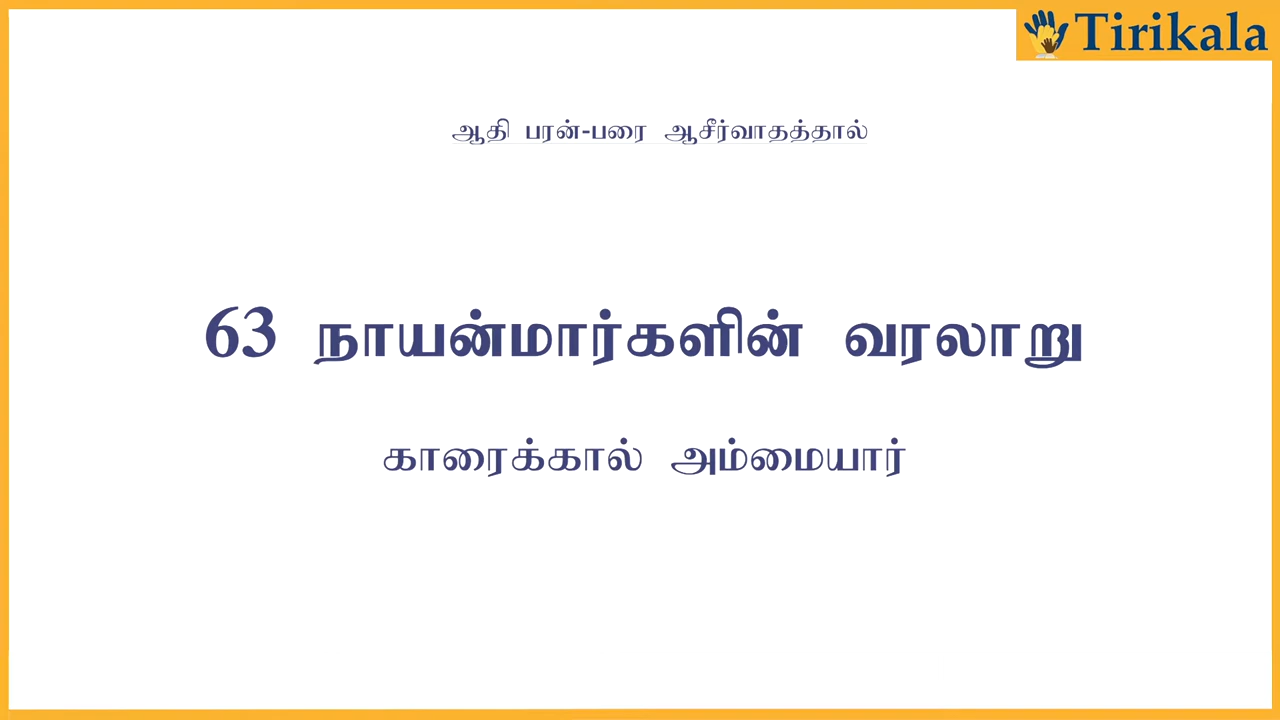 Tirikala
ஆதி பரன்-பரை ஆசீர்வாதத்தால்
63 நாயன்மார்களின் வரலாறு
காரைக்கால் அம்மையார்